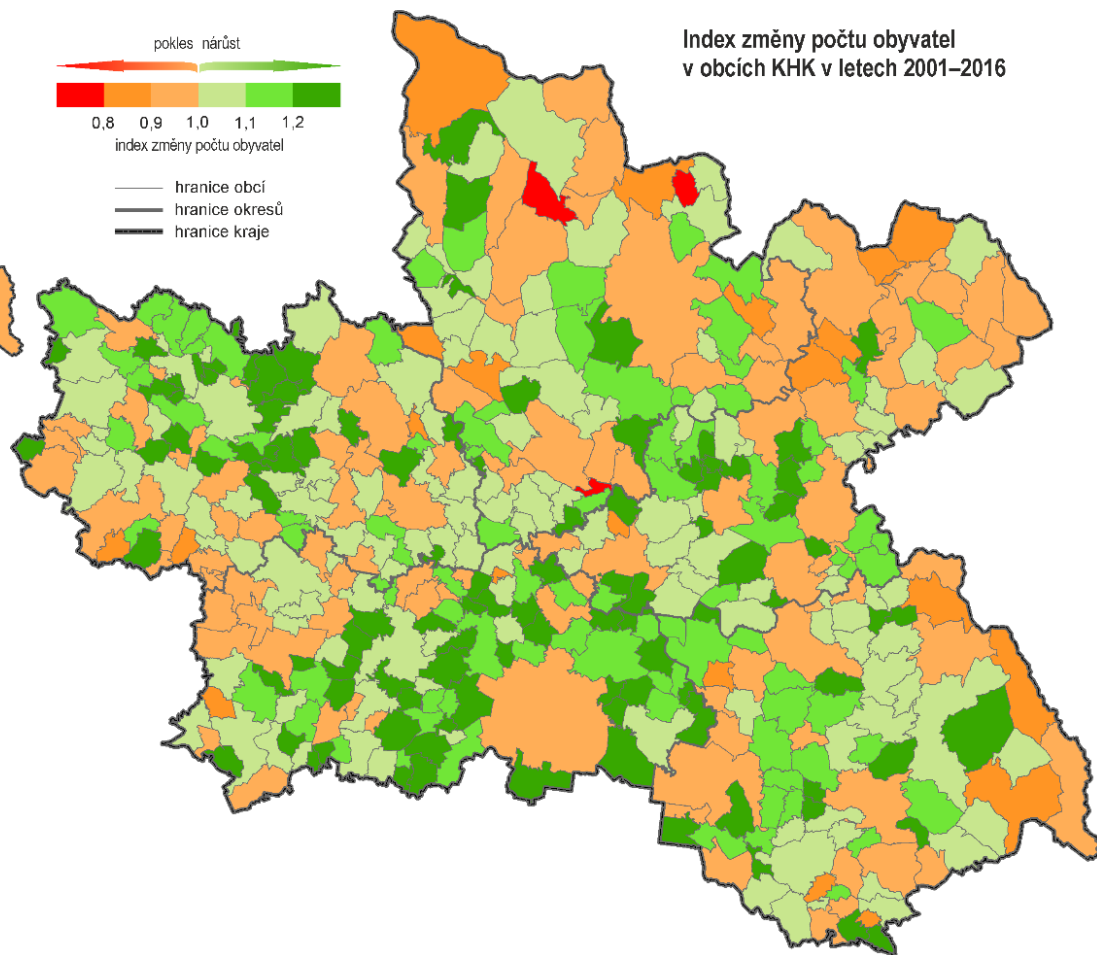 Index změny počtu obyvatel
v obcích KHK v letech 2001–2016
pokles nárůst
0,8 0,9 1,0 1,1 1,2
index změny počtu obyvatel
hranice obcí
hranice okresů
hranice kraje